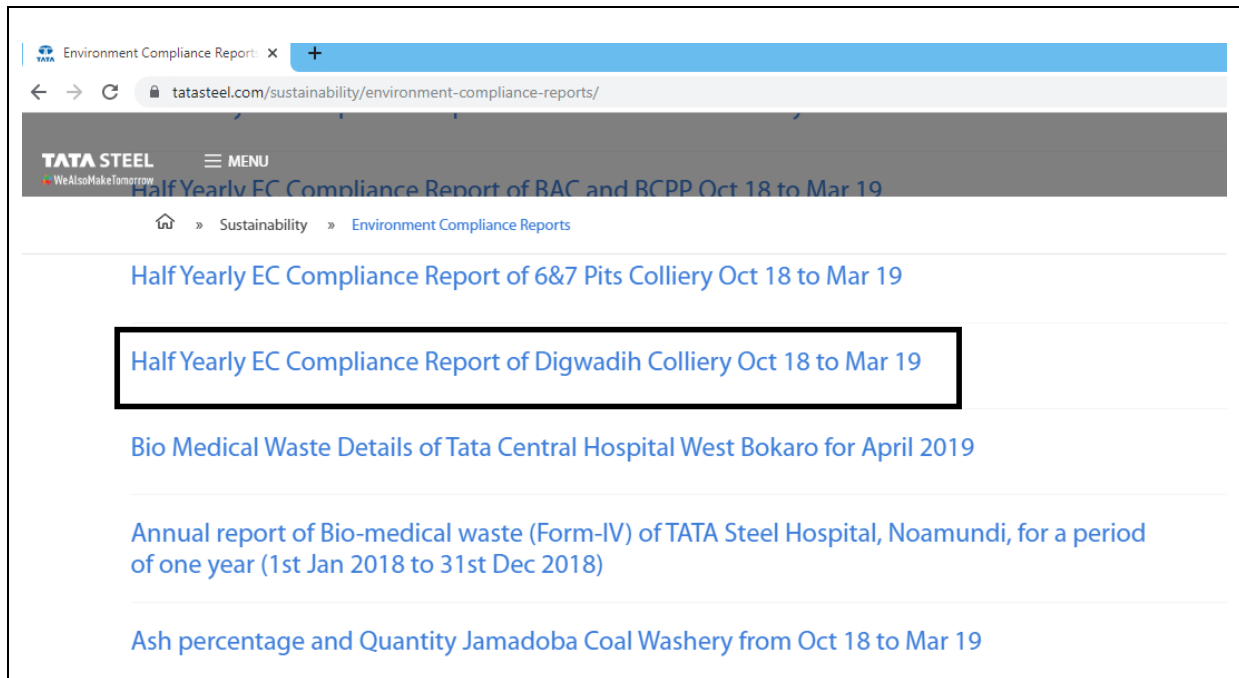 Environment Compliance Report
tatasteel.com/sustainability/environment-compliance-reports/
TATA STEEL
MENU
WeAlsoMakeTomorrow
Half Yearly EC Compliance Report of BAC and BCPP Oct 18 to Mar 19
» Sustainability » Environment Compliance Reports
Half Yearly EC Compliance Report of 6&7 Pits Colliery Oct 18 to Mar 19
Half Yearly EC Compliance Report of Digwadih Colliery Oct 18 to Mar 19
Bio Medical Waste Details of Tata Central Hospital West Bokaro for April 2019
Annual report of Bio-medical waste (Form-IV) of TATA Steel Hospital, Noamundi, for a period
of one year (1st Jan 2018 to 31st Dec 2018)
Ash percentage and Quantity Jamadoba Coal Washery from Oct 18 to Mar 19